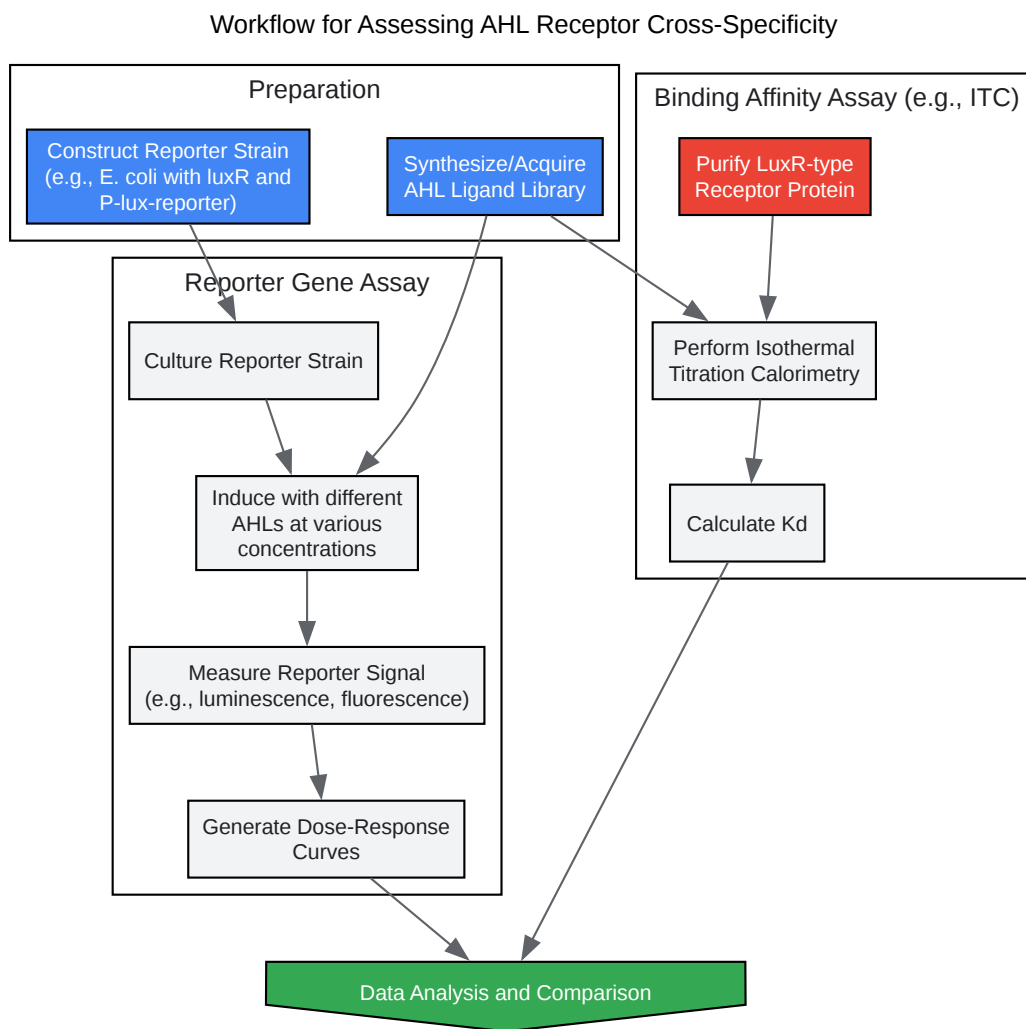 Workflow for Assessing AHL Receptor Cross-Specificity
Preparation
Construct Reporter Strain
(e.g., E. coli with luxR and
P-lux-reporter)
Synthesize/Acquire
AHL Ligand Library
Binding Affinity Assay (e.g., ITC)
Purify LuxR-type
Receptor Protein
Reporter Gene Assay
Culture Reporter Strain
Perform Isothermal
Titration Calorimetry
Induce with different
AHLs at various
concentrations
Calculate Kd
Measure Reporter Signal
(e.g., luminescence, fluorescence)
Generate Dose-Response
Curves
Data Analysis and Comparison